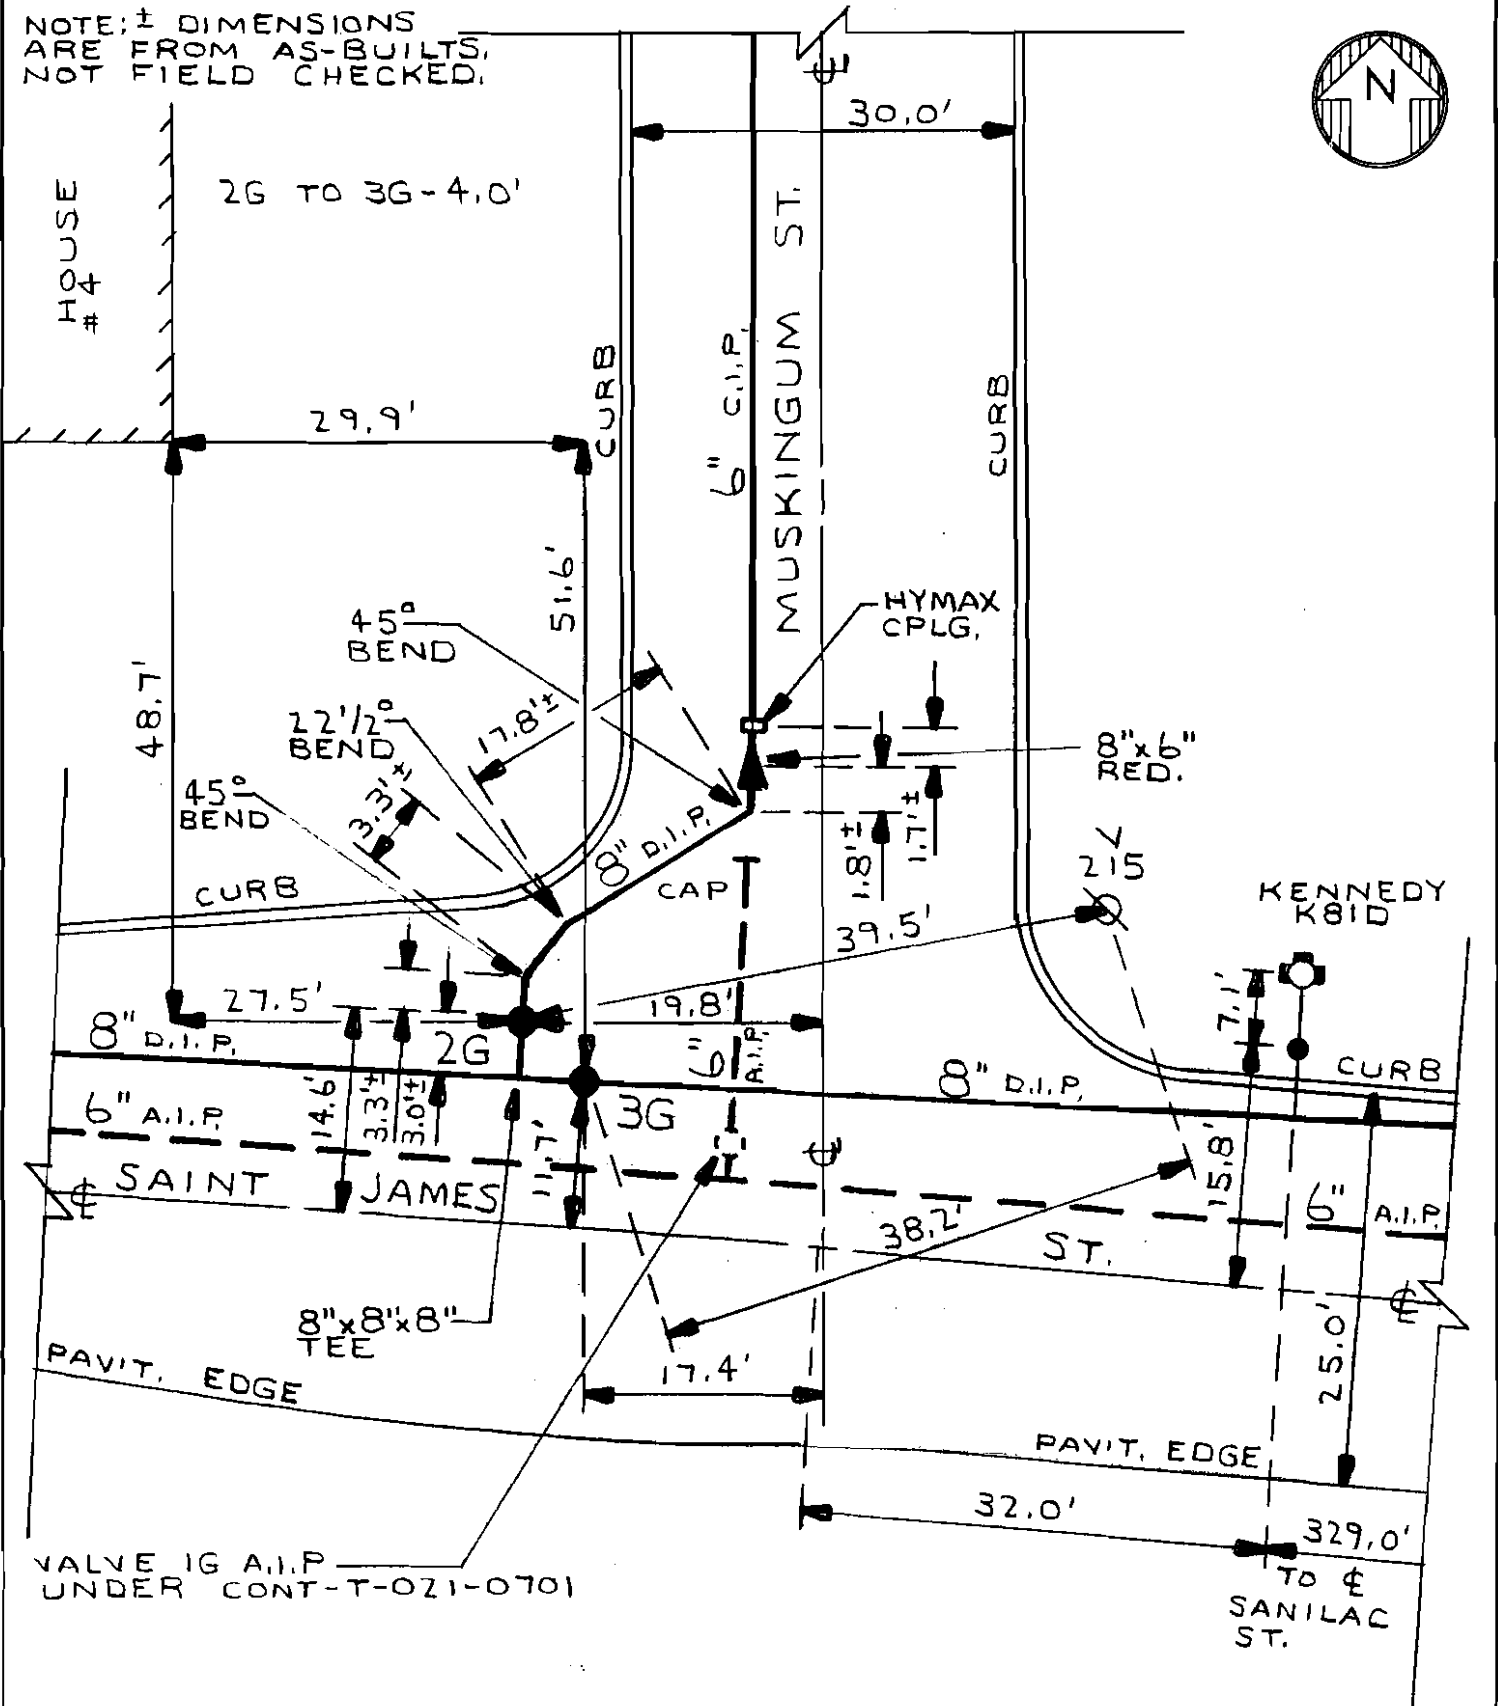 NOTE: ± DIMENSIONS
ARE FROM AS-BUILTS,
NOT FIELD CHECKED.
N
℄
30.0'
HOUSE
#4
2G TO 3G-4.0'
CURB
6" C.I.P.
MUSKINGUM ST.
CURB
29.9'
51.6'
48.7'
HYMAX
CPLG.
45°
BEND
22 1/2°
BEND
17.8'±
3.3'±
45°
BEND
8"x6"
RED.
8" D.I.P.
1.8'±
1.7'±
V
215
CURB
CAP
KENNEDY
K81D
39.5'
27.5'
19.8'
7.1'
8" D.I.P.
2G
6" A.I.P.
8" D.I.P.
CURB
14.6'
3.3'±
3.0'±
6" A.I.P.
3G
11.7'
℄
15.8'
SAINT JAMES ST.
℄
38.2'
6" A.I.P.
℄
8"x8"x8"
TEE
25.0'
17.4'
PAV'T. EDGE
PAV'T. EDGE
32.0'
329.0'
TO ℄
SANILAC
ST.
VALVE 1G A.I.P
UNDER CONT-T-021-0701